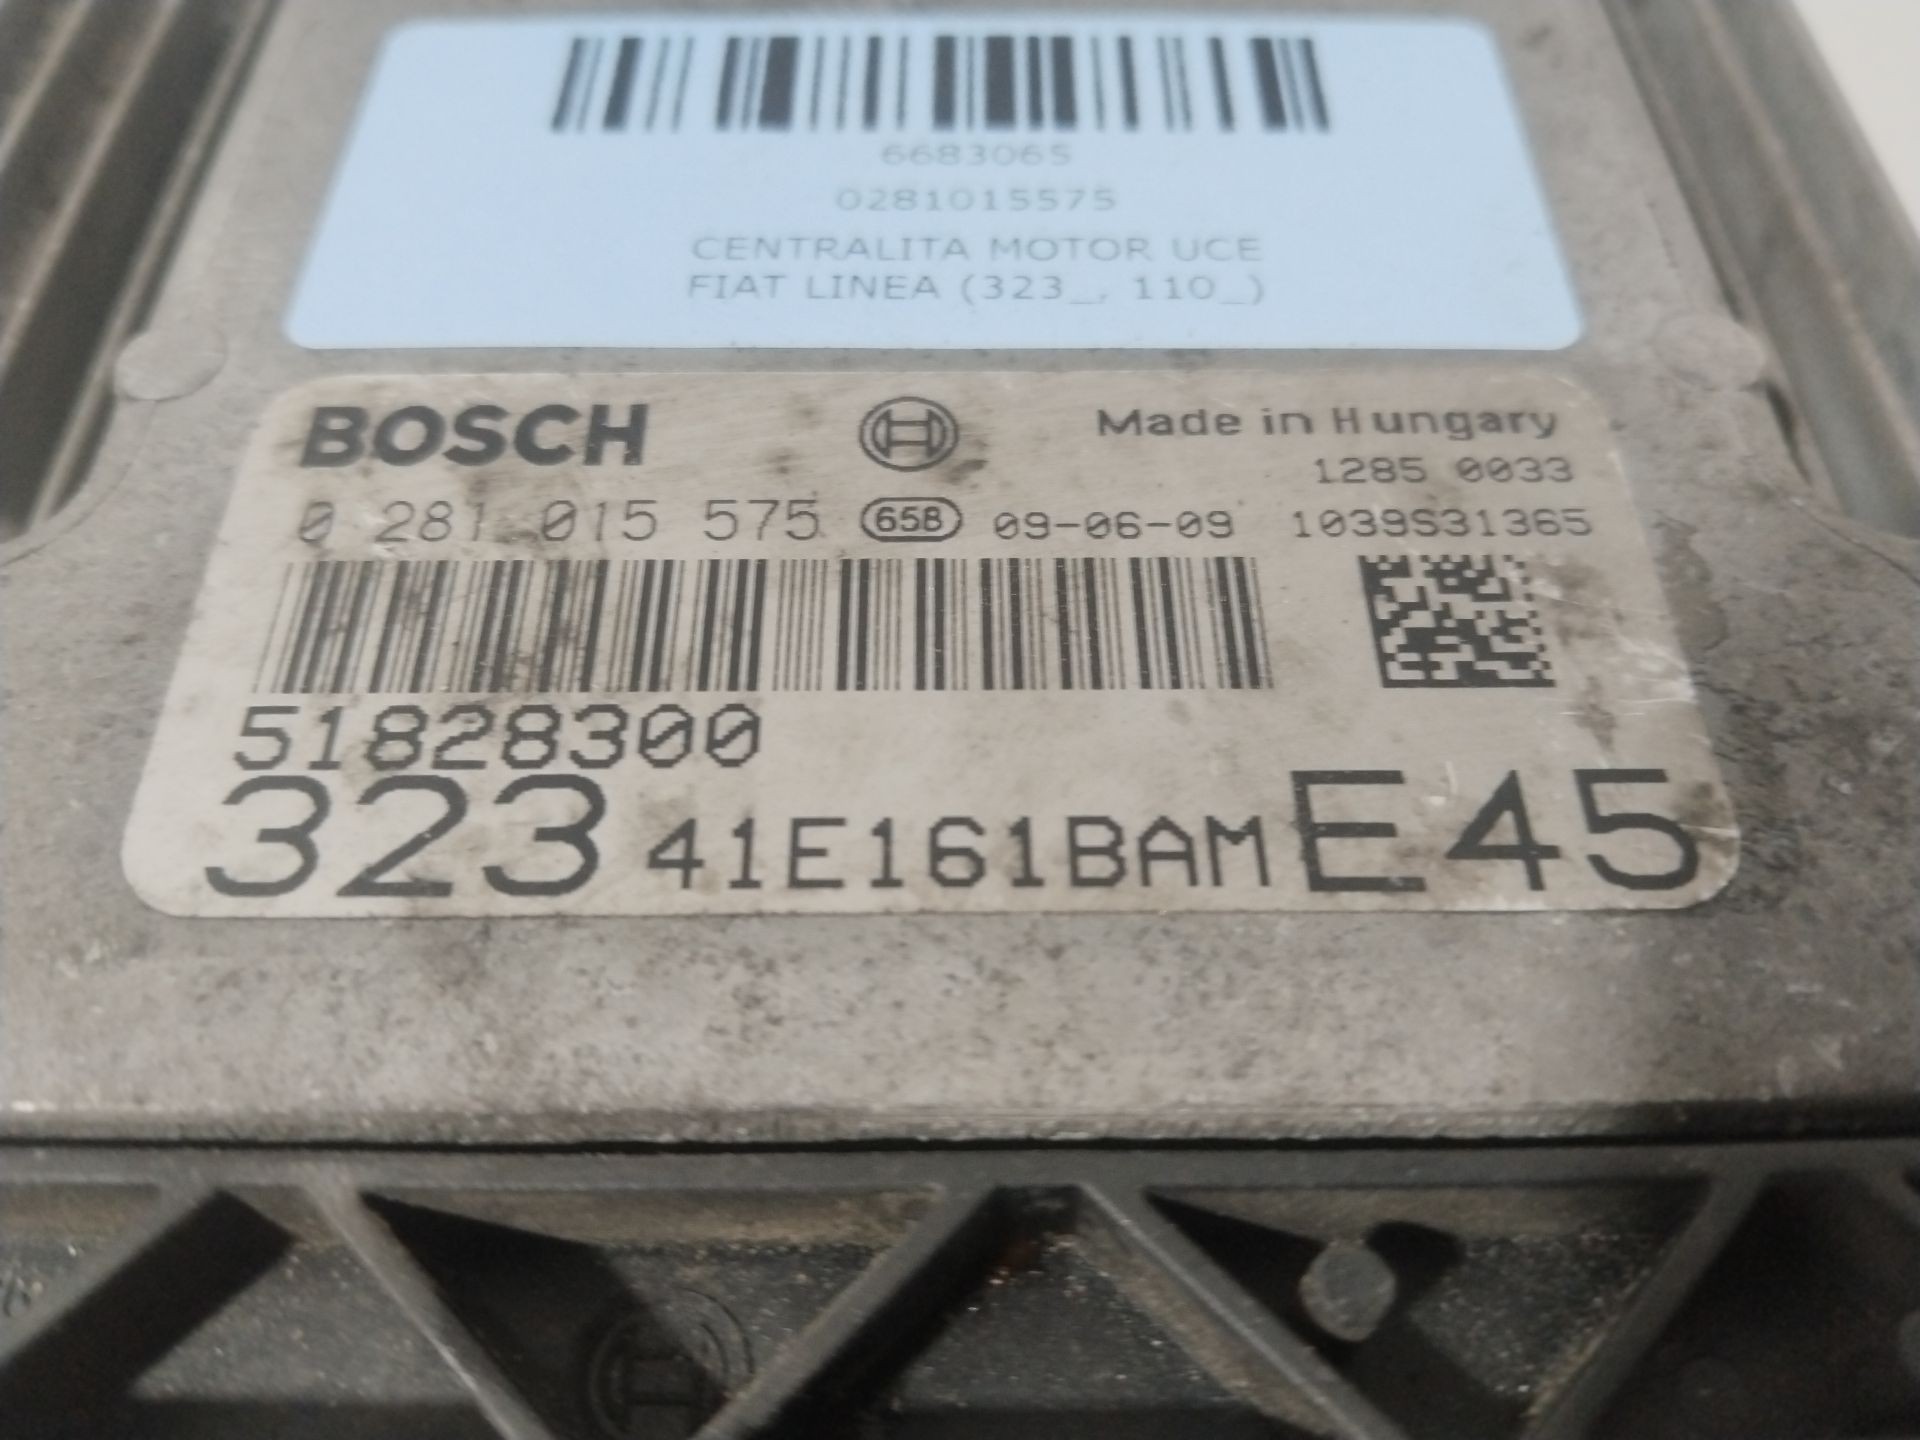 6683065
0281015575
CENTRALITA MOTOR UCE
FIAT LINEA (323_, 110_)
BOSCH
Made in Hungary
1285 0033
0 281 015 575 65B 09-06-09 1039S31365
51828300
323 41E161BAM E45